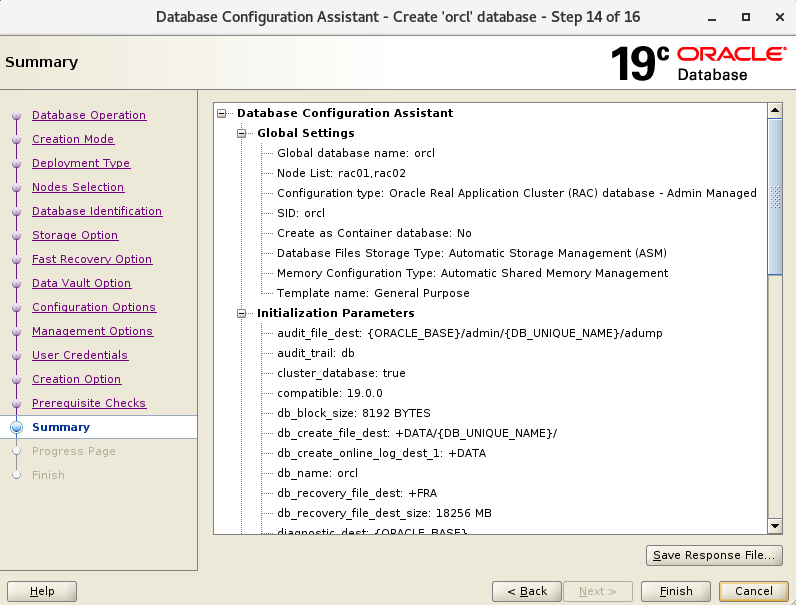 Database Configuration Assistant - Create 'orcl' database - Step 14 of 16
Summary
19c ORACLE
Database
Database Operation
Creation Mode
Deployment Type
Nodes Selection
Database Identification
Storage Option
Fast Recovery Option
Data Vault Option
Configuration Options
Management Options
User Credentials
Creation Option
Prerequisite Checks
Summary
Progress Page
Finish
Database Configuration Assistant
Global Settings
Global database name: orcl
Node List: rac01,rac02
Configuration type: Oracle Real Application Cluster (RAC) database - Admin Managed
SID: orcl
Create as Container database: No
Database Files Storage Type: Automatic Storage Management (ASM)
Memory Configuration Type: Automatic Shared Memory Management
Template name: General Purpose
Initialization Parameters
audit_file_dest: {ORACLE_BASE}/admin/{DB_UNIQUE_NAME}/adump
audit_trail: db
cluster_database: true
compatible: 19.0.0
db_block_size: 8192 BYTES
db_create_file_dest: +DATA/{DB_UNIQUE_NAME}/
db_create_online_log_dest_1: +DATA
db_name: orcl
db_recovery_file_dest: +FRA
db_recovery_file_dest_size: 18256 MB
diagnostic_dest: {ORACLE_BASE}
Save Response File...
Help
< Back
Next >
Finish
Cancel